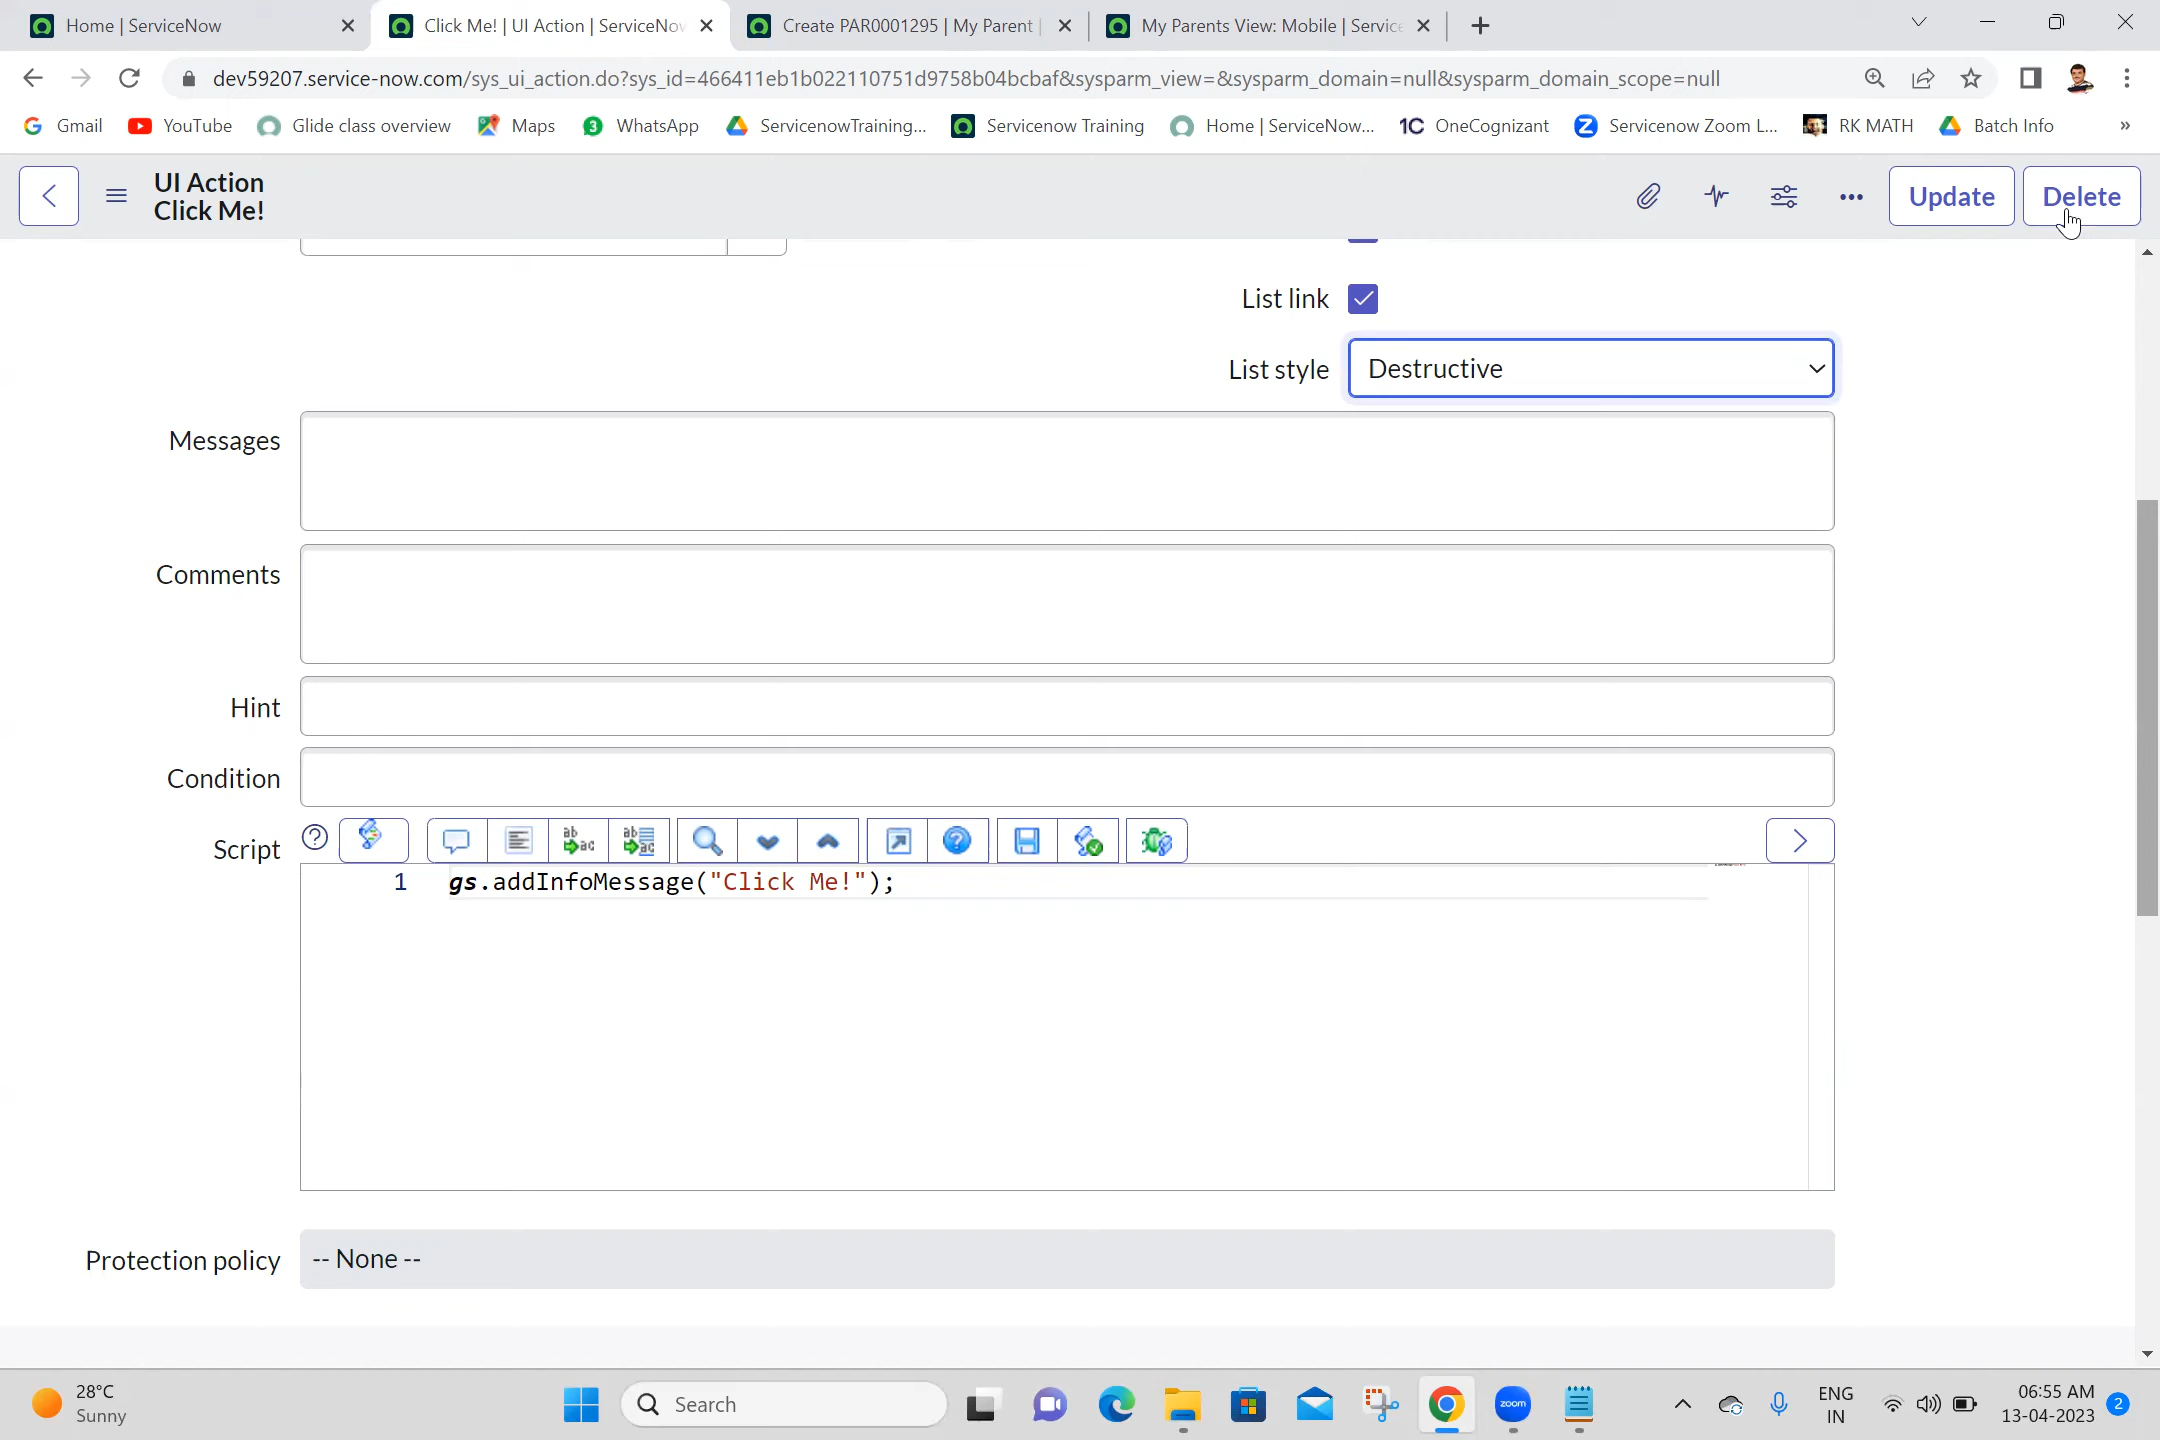 Home | ServiceNow
Click Me! | UI Action | ServiceNow
Create PAR0001295 | My Parent |
My Parents View: Mobile | Service
dev59207.service-now.com/sys_ui_action.do?sys_id=466411eb1b022110751d9758b04bcbaf&sysparm_view=&sysparm_domain=null&sysparm_domain_scope=null
Gmail
YouTube
Glide class overview
Maps
3
WhatsApp
ServicenowTraining...
Servicenow Training
Home | ServiceNow...
1C
OneCognizant
Z
Servicenow Zoom L...
RK MATH
Batch Info
»
UI Action
Click Me!
Update
Delete
List link
List style
Destructive
Messages
Comments
Hint
Condition
Script
1
gs.addInfoMessage("Click Me!");
Protection policy
-- None --
28°C
Sunny
Search
zoom
ENG
IN
06:55 AM
13-04-2023
2